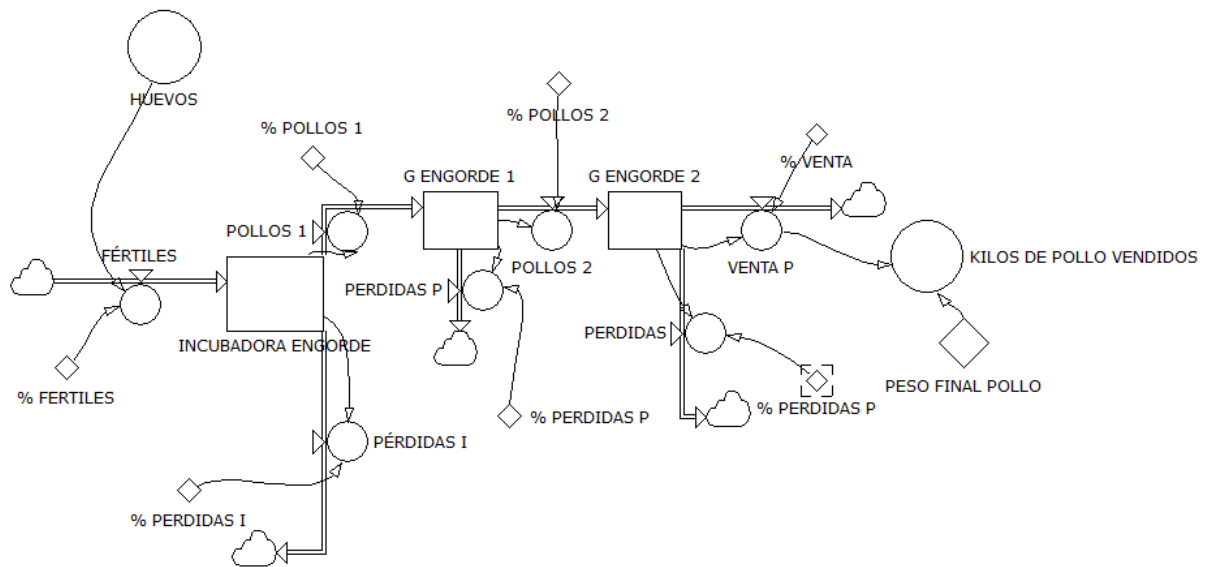 HUEVOS
% POLLOS 2
% POLLOS 1
% VENTA
G ENGORDE 1
G ENGORDE 2
POLLOS 1
FÉRTILES
POLLOS 2
VENTA P
KILOS DE POLLO VENDIDOS
PERDIDAS P
PERDIDAS
INCUBADORA ENGORDE
PESO FINAL POLLO
% FERTILES
% PERDIDAS P
% PERDIDAS P
PÉRDIDAS I
% PERDIDAS I